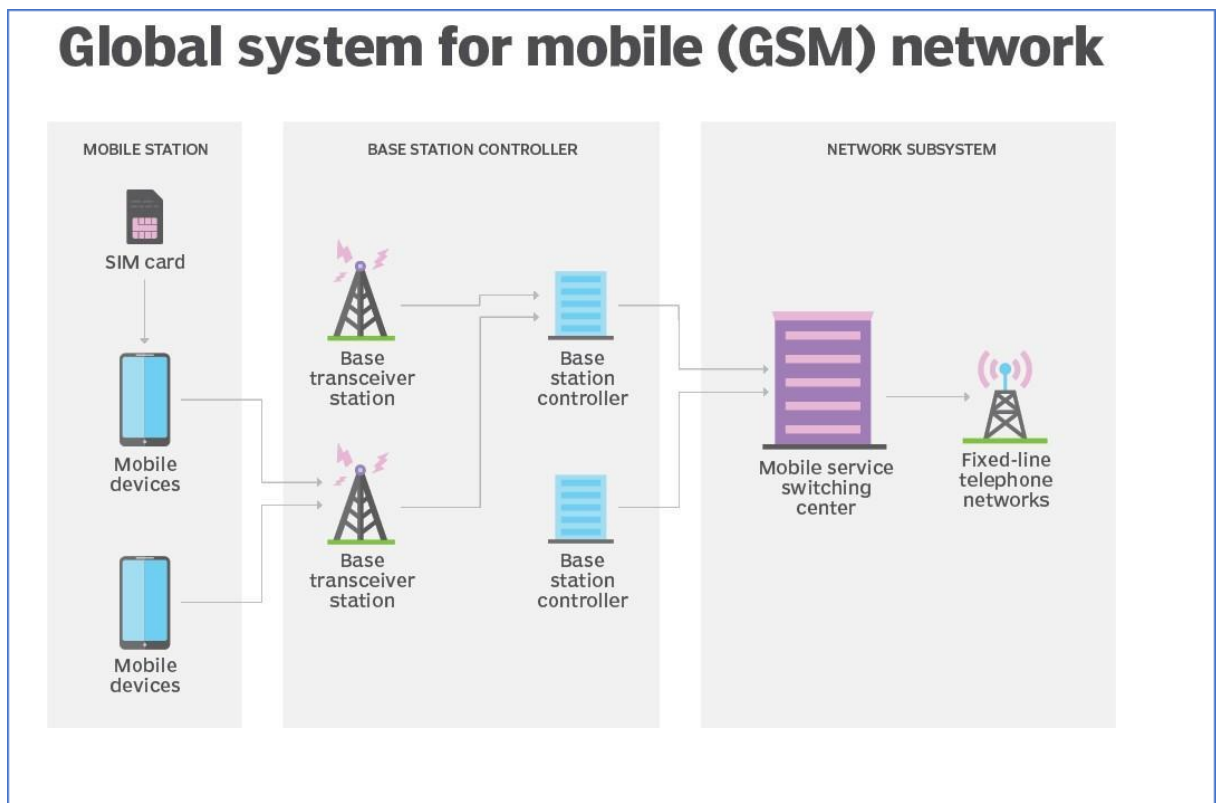 Global system for mobile (GSM) network
MOBILE STATION
SIM card
Mobile
devices
Mobile
devices
BASE STATION CONTROLLER
Base
transceiver
station
Base
station
controller
Base
transceiver
station
Base
station
controller
NETWORK SUBSYSTEM
Mobile service
switching
center
Fixed-line
telephone
networks